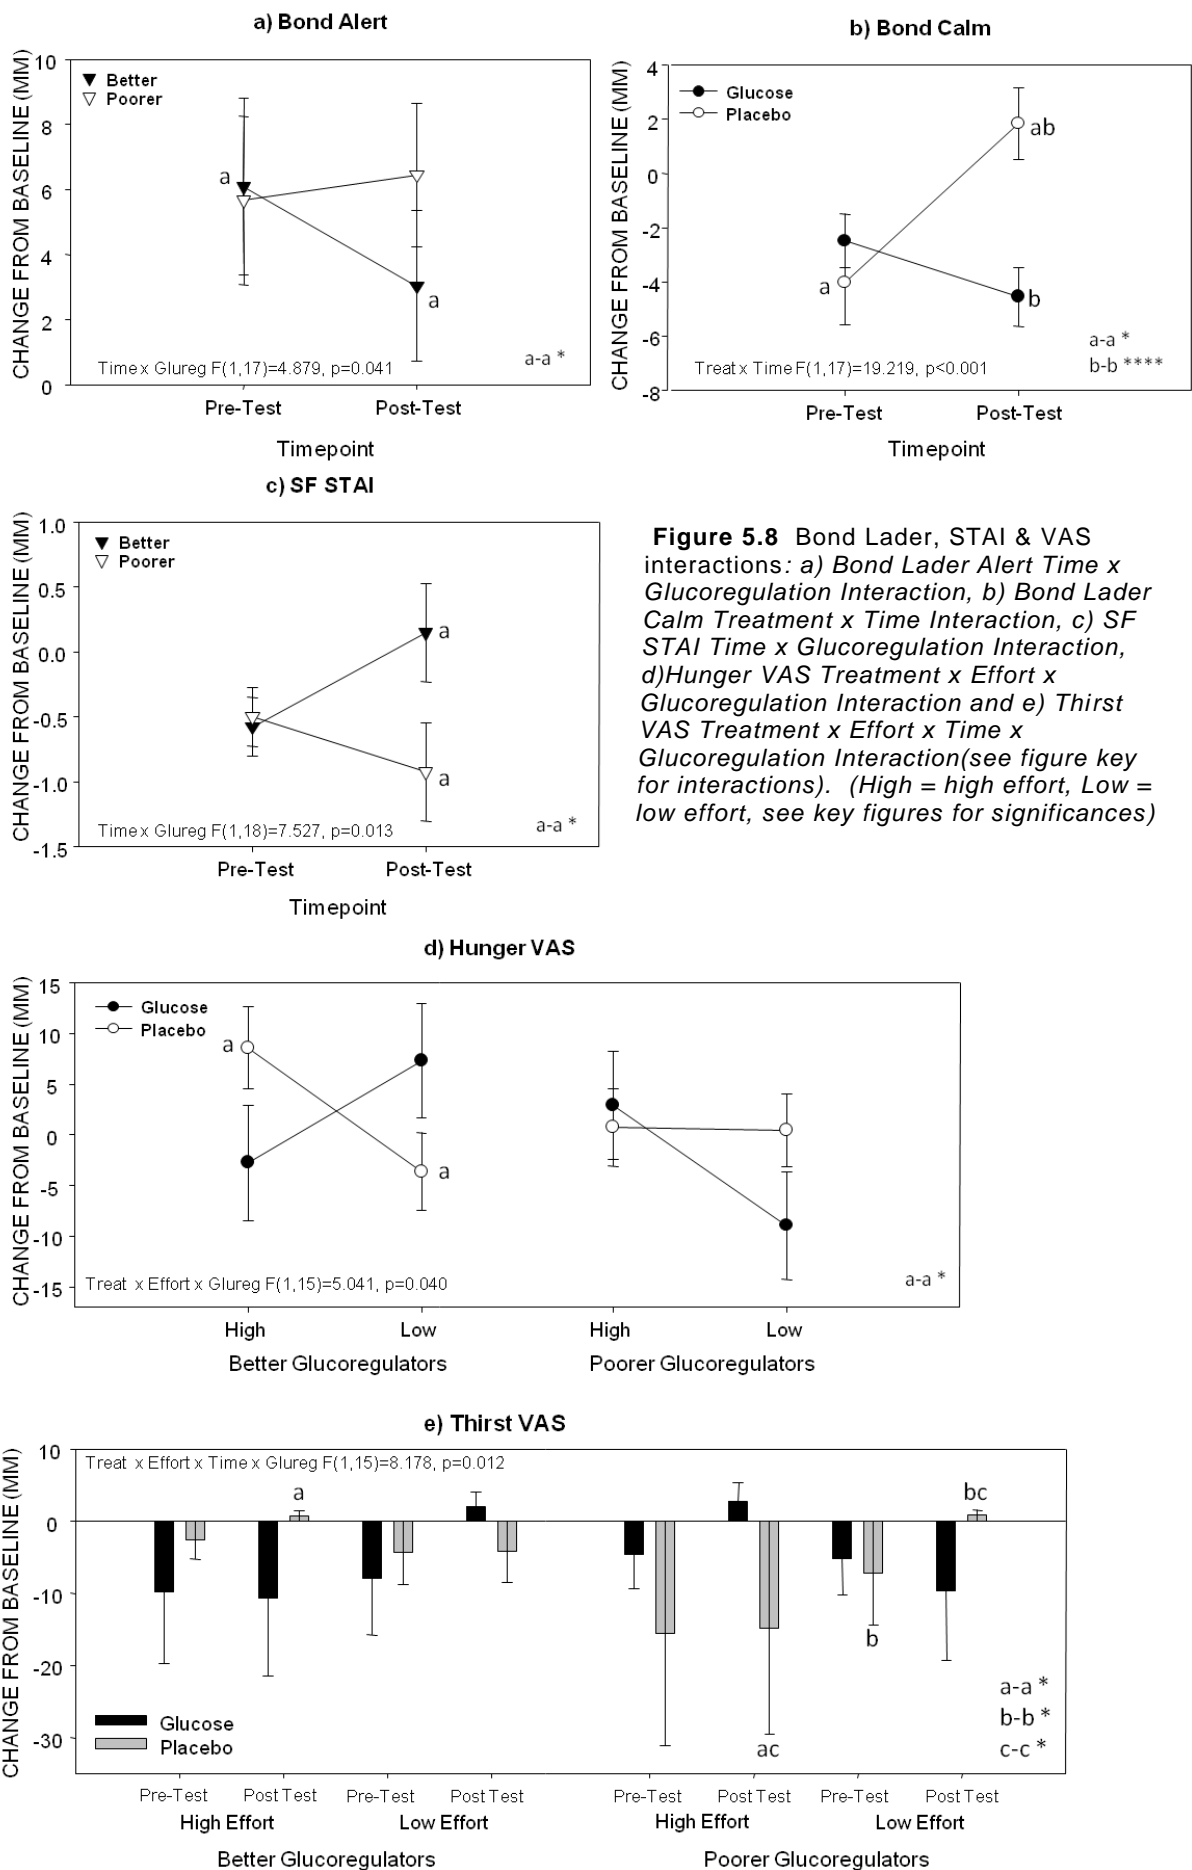 a) Bond Alert
CHANGE FROM BASELINE (MM)
10
8
6
4
2
0
Better
Poorer
a
a
Time x Glureg F(1,17)=4.879, p=0.041
a-a *
Pre-Test Post-Test
Timepoint
b) Bond Calm
CHANGE FROM BASELINE (MM)
4
2
0
-2
-4
-6
-8
Glucose
Placebo
ab
a
b
a-a *
b-b ****
Treat x Time F(1,17)=19.219, p<0.001
Pre-Test Post-Test
Timepoint
c) SF STAI
CHANGE FROM BASELINE (MM)
1.0
0.5
0.0
-0.5
-1.0
-1.5
Better
Poorer
a
a
Time x Glureg F(1,18)=7.527, p=0.013
a-a *
Pre-Test Post-Test
Timepoint
Figure 5.8 Bond Lader, STAI & VAS
interactions: a) Bond Lader Alert Time x
Glucoregulation Interaction, b) Bond Lader
Calm Treatment x Time Interaction, c) SF
STAI Time x Glucoregulation Interaction,
d)Hunger VAS Treatment x Effort x
Glucoregulation Interaction and e) Thirst
VAS Treatment x Effort x Time x
Glucoregulation Interaction(see figure key
for interactions). (High = high effort, Low =
low effort, see key figures for significances)
d) Hunger VAS
CHANGE FROM BASELINE (MM)
15
10
5
0
-5
-10
-15
Glucose
Placebo
a
a
Treat x Effort x Glureg F(1,15)=5.041, p=0.040
a-a *
High Low High Low
Better Glucoregulators Poorer Glucoregulators
e) Thirst VAS
CHANGE FROM BASELINE (MM)
10
0
-10
-20
-30
Treat x Effort x Time x Glureg F(1,15)=8.178, p=0.012
a
bc
b
ac
a-a *
b-b *
c-c *
Glucose
Placebo
Pre-Test Post Test Pre-Test Post Test Pre-Test Post Test Pre-Test Post Test
High Effort Low Effort High Effort Low Effort
Better Glucoregulators Poorer Glucoregulators